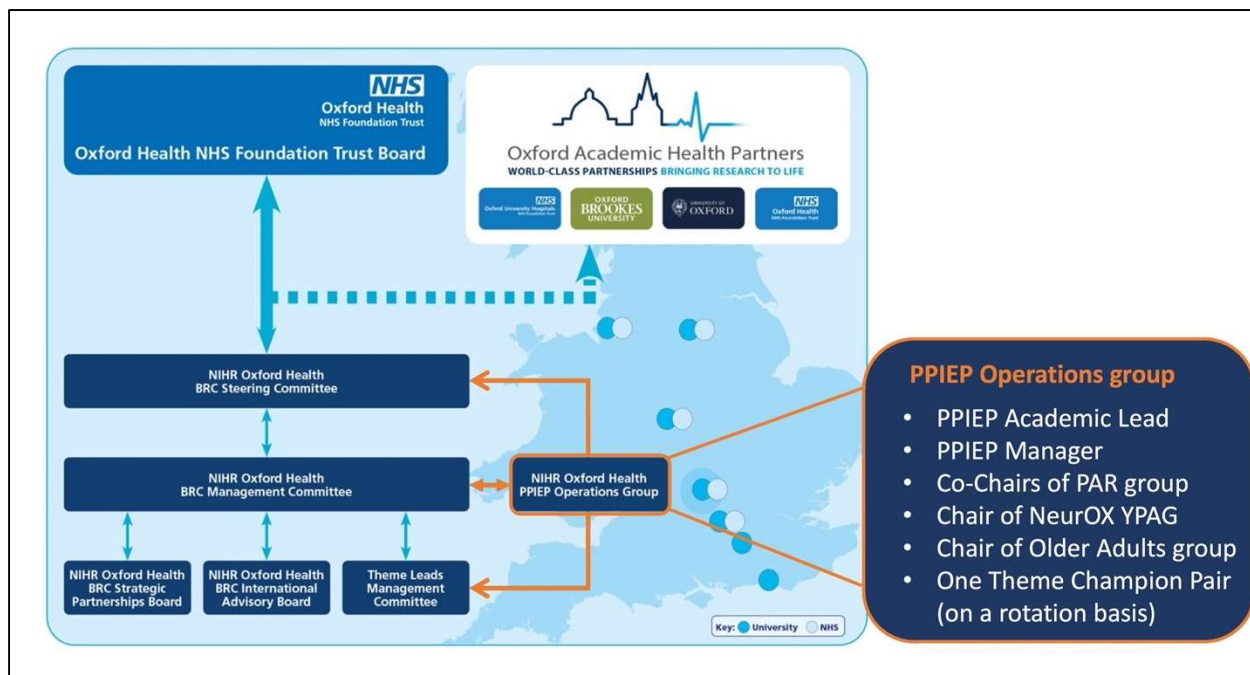 NHS
Oxford Health
NHS Foundation Trust
Oxford Health NHS Foundation Trust Board
Oxford Academic Health Partners
WORLD-CLASS PARTNERSHIPS BRINGING RESEARCH TO LIFE
NHS
Oxford University Hospitals
NHS Foundation Trust
OXFORD
BROOKES
UNIVERSITY
UNIVERSITY OF
OXFORD
NHS
Oxford Health
NHS Foundation Trust
NIHR Oxford Health
BRC Steering Committee
NIHR Oxford Health
BRC Management Committee
NIHR Oxford Health
PPIEP Operations Group
NIHR Oxford Health
BRC Strategic
Partnerships Board
NIHR Oxford Health
BRC International
Advisory Board
Theme Leads
Management
Committee
Key: University NHS
PPIEP Operations group
• PPIEP Academic Lead
• PPIEP Manager
• Co-Chairs of PAR group
• Chair of NeurOX YPAG
• Chair of Older Adults group
• One Theme Champion Pair
(on a rotation basis)